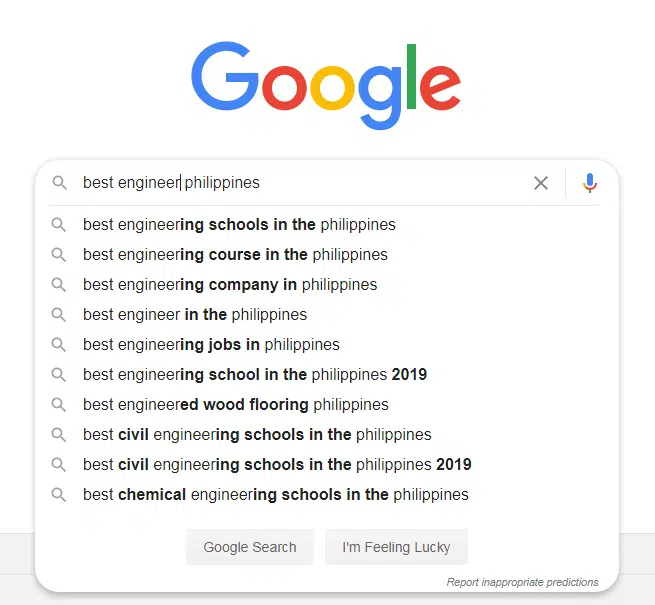 Google
best engineer philippines
best engineering schools in the philippines
best engineering course in the philippines
best engineering company in philippines
best engineer in the philippines
best engineering jobs in philippines
best engineering school in the philippines 2019
best engineered wood flooring philippines
best civil engineering schools in the philippines
best civil engineering schools in the philippines 2019
best chemical engineering schools in the philippines
Google Search I'm Feeling Lucky
Report inappropriate predictions